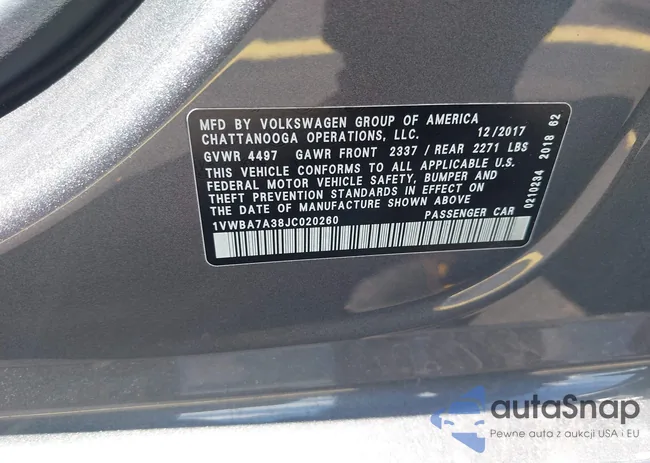 MFD BY VOLKSWAGEN GROUP OF AMERICA
CHATTANOOGA OPERATIONS, LLC. 12/2017
GVWR 4497 GAWR FRONT 2337 / REAR 2271 LBS
THIS VEHICLE CONFORMS TO ALL APPLICABLE U.S.
FEDERAL MOTOR VEHICLE SAFETY, BUMPER AND
THEFT PREVENTION STANDARDS IN EFFECT ON
THE DATE OF MANUFACTURE SHOWN ABOVE
1VWBA7A38JC020260 PASSENGER CAR
0210234 2018 62
autaSnap
Pewne auta z aukcji USA i EU